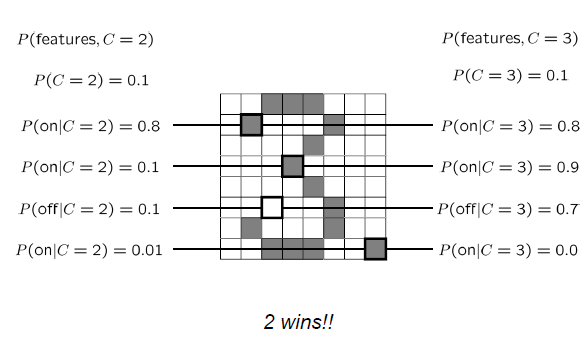 P(features, C = 2)
P(features, C = 3)
P(C = 2) = 0.1
P(C = 3) = 0.1
P(on|C = 2) = 0.8
P(on|C = 3) = 0.8
P(on|C = 2) = 0.1
P(on|C = 3) = 0.9
P(off|C = 2) = 0.1
P(off|C = 3) = 0.7
P(on|C = 2) = 0.01
P(on|C = 3) = 0.0
2 wins!!